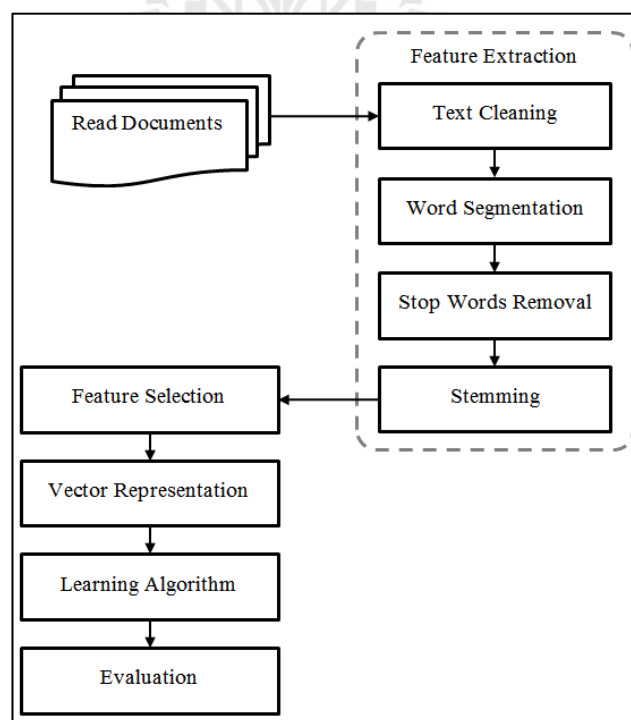 Feature Extraction
Read Documents
Text Cleaning
Word Segmentation
Stop Words Removal
Stemming
Feature Selection
Vector Representation
Learning Algorithm
Evaluation